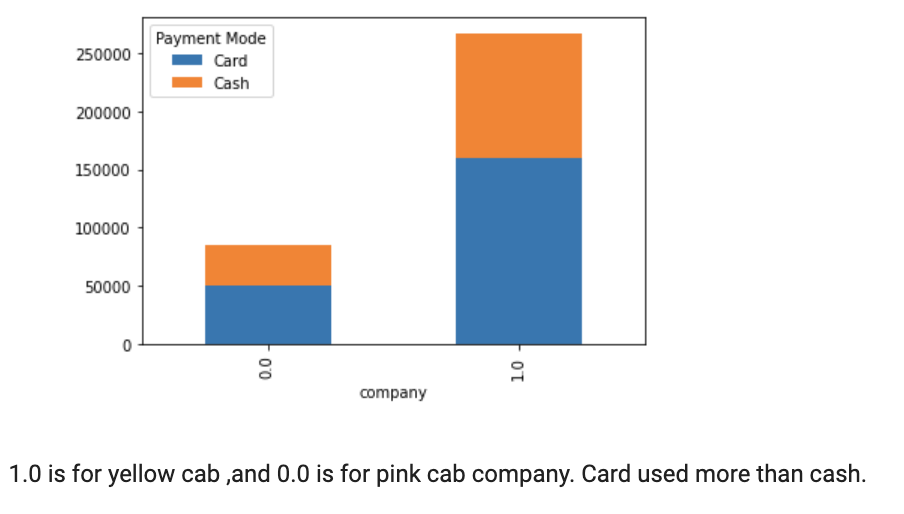 Payment Mode
Card
Cash
250000
200000
150000
100000
50000
0
0.0
1.0
company
1.0 is for yellow cab ,and 0.0 is for pink cab company. Card used more than cash.